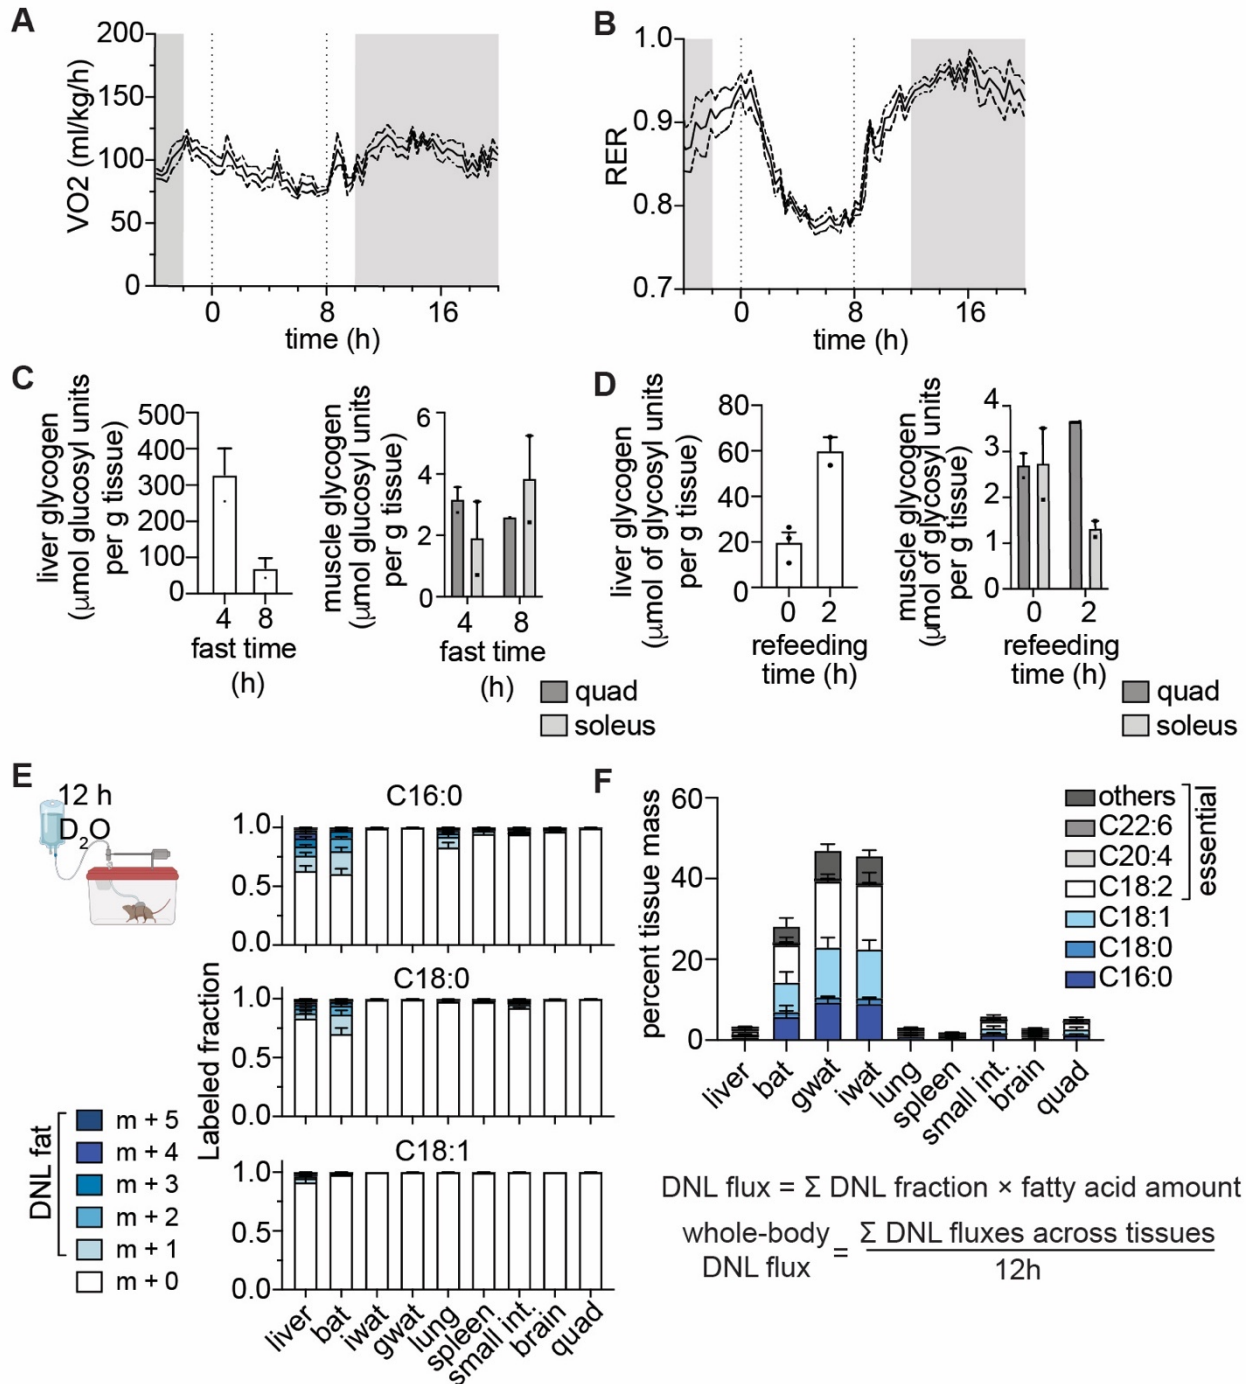 A
VO2 (ml/kg/h)
200
150
100
50
0
0
8
16
time (h)
B
RER
1.0
0.9
0.8
0.7
0
8
16
time (h)
C
liver glycogen
(μmol glucosyl units
per g tissue)
500
400
300
200
100
0
4
8
fast time
(h)
muscle glycogen
(μmol glucosyl units
per g tissue)
6
4
2
0
4
8
fast time
(h)
quad
soleus
D
liver glycogen
(μmol of glycosyl units
per g tissue)
80
60
40
20
0
0
2
refeeding
time (h)
muscle glycogen
(μmol of glycosyl units
per g tissue)
4
3
2
1
0
0
2
refeeding
time (h)
quad
soleus
E
12 h
D2O
Labeled fraction
C16:0
1.0
0.5
0.0
C18:0
1.0
0.5
0.0
C18:1
1.0
0.5
0.0
liver
bat
iwat
gwat
lung
spleen
small int.
brain
quad
DNL fat
m + 5
m + 4
m + 3
m + 2
m + 1
m + 0
F
percent tissue mass
60
40
20
0
liver
bat
gwat
iwat
lung
spleen
small int.
brain
quad
others
C22:6
C20:4
C18:2
C18:1
C18:0
C16:0
essential
DNL flux = Σ DNL fraction × fatty acid amount
whole-body
DNL flux
=
Σ DNL fluxes across tissues
12h